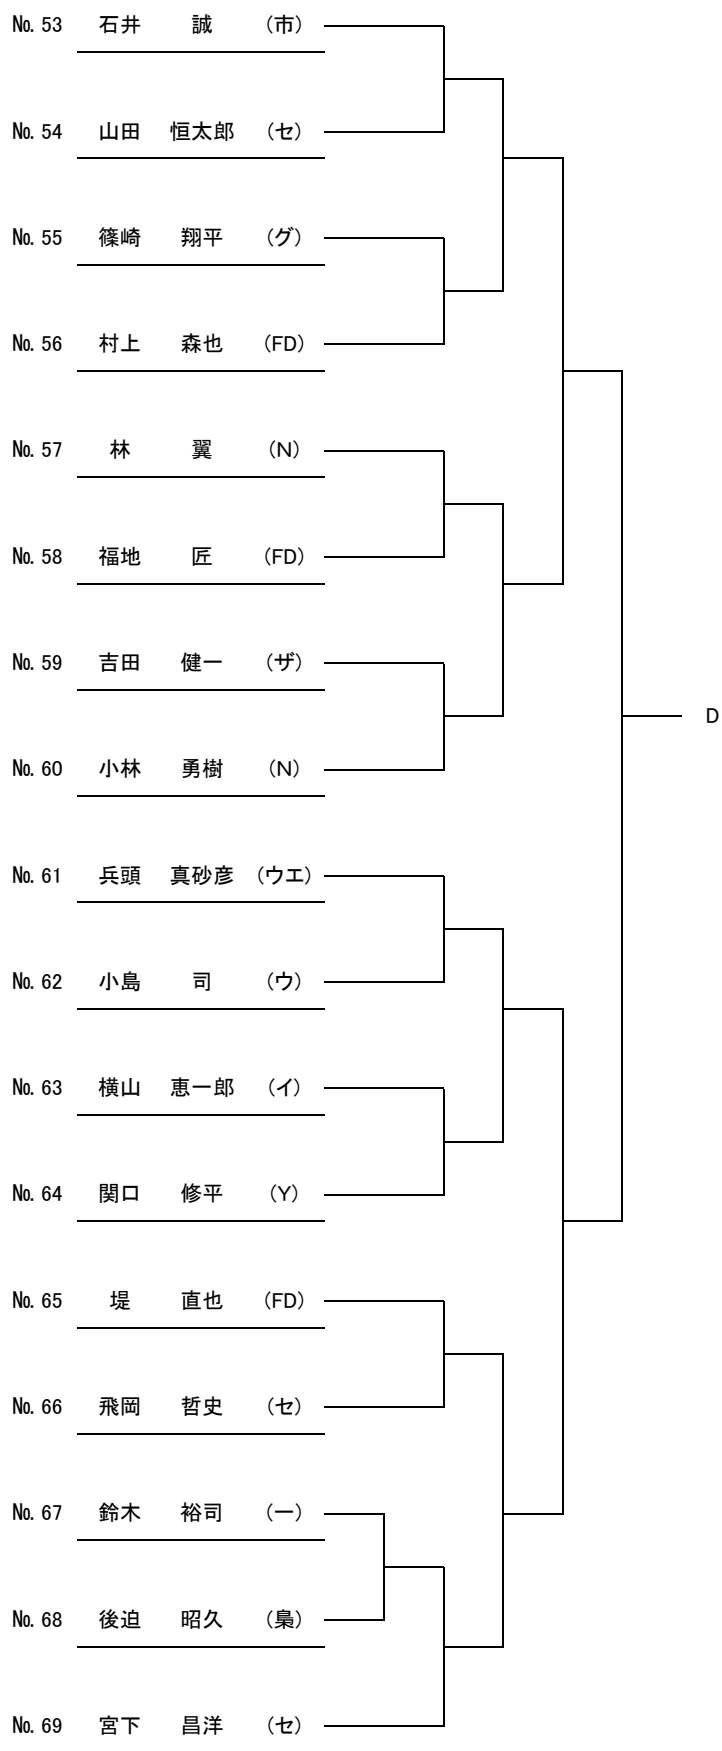 № 53 石井 誠 (市)
№ 54 山田 恒太郎 (セ)
№ 55 篠崎 翔平 (グ)
№ 56 村上 森也 (FD)
№ 57 林 翼 (N)
№ 58 福地 匠 (FD)
№ 59 吉田 健一 (ザ)
№ 60 小林 勇樹 (N)
D
№ 61 兵頭 真砂彦 (ウエ)
№ 62 小島 司 (ウ)
№ 63 横山 恵一郎 (イ)
№ 64 関口 修平 (Y)
№ 65 堤 直也 (FD)
№ 66 飛岡 哲史 (セ)
№ 67 鈴木 裕司 (一)
№ 68 後迫 昭久 (梟)
№ 69 宮下 昌洋 (セ)